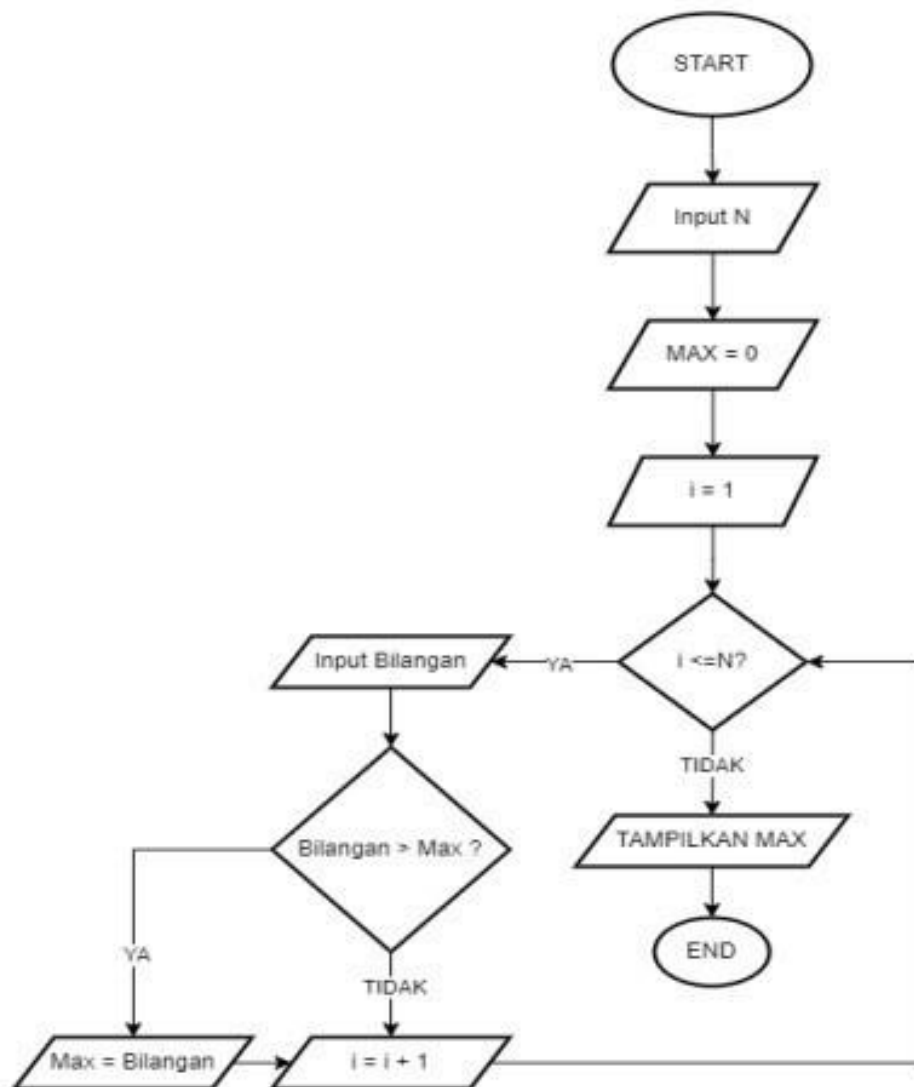 START
Input N
MAX = 0
i = 1
i <=N?
YA
Input Bilangan
TIDAK
TAMPILKAN MAX
END
Bilangan > Max ?
YA
TIDAK
Max = Bilangan
i = i + 1